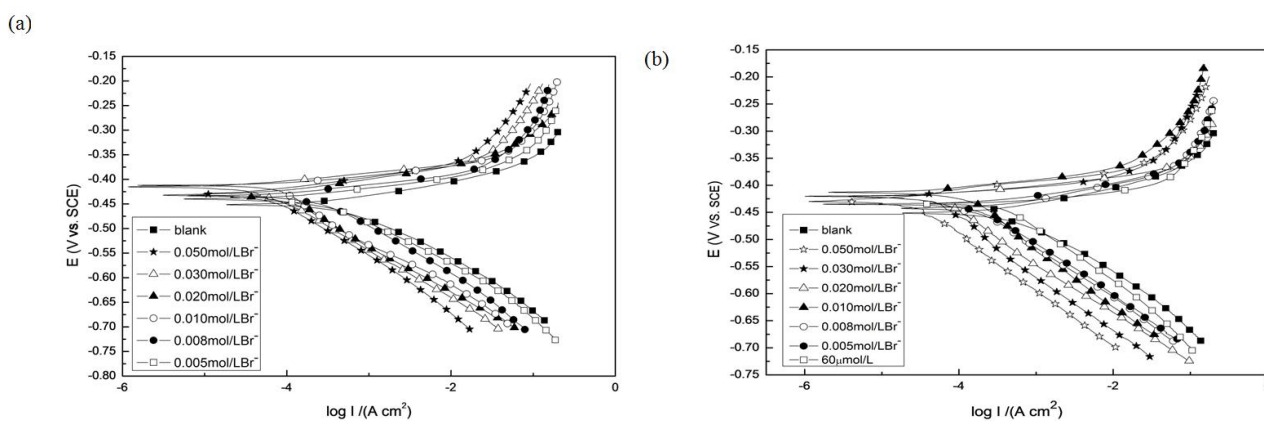 (a)
-0.15
-0.20
-0.25
-0.30
-0.35
-0.40
-0.45
-0.50
-0.55
-0.60
-0.65
-0.70
-0.75
-0.80
E (V vs. SCE)
blank
0.050mol/LBr⁻
0.030mol/LBr⁻
0.020mol/LBr⁻
0.010mol/LBr⁻
0.008mol/LBr⁻
0.005mol/LBr⁻
-6 -4 -2 0
log I /(A cm²)
(b)
-0.15
-0.20
-0.25
-0.30
-0.35
-0.40
-0.45
-0.50
-0.55
-0.60
-0.65
-0.70
-0.75
E (V vs. SCE)
blank
0.050mol/LBr⁻
0.030mol/LBr⁻
0.020mol/LBr⁻
0.010mol/LBr⁻
0.008mol/LBr⁻
0.005mol/LBr⁻
60μmol/L
-6 -4 -2
log I /(A cm²)